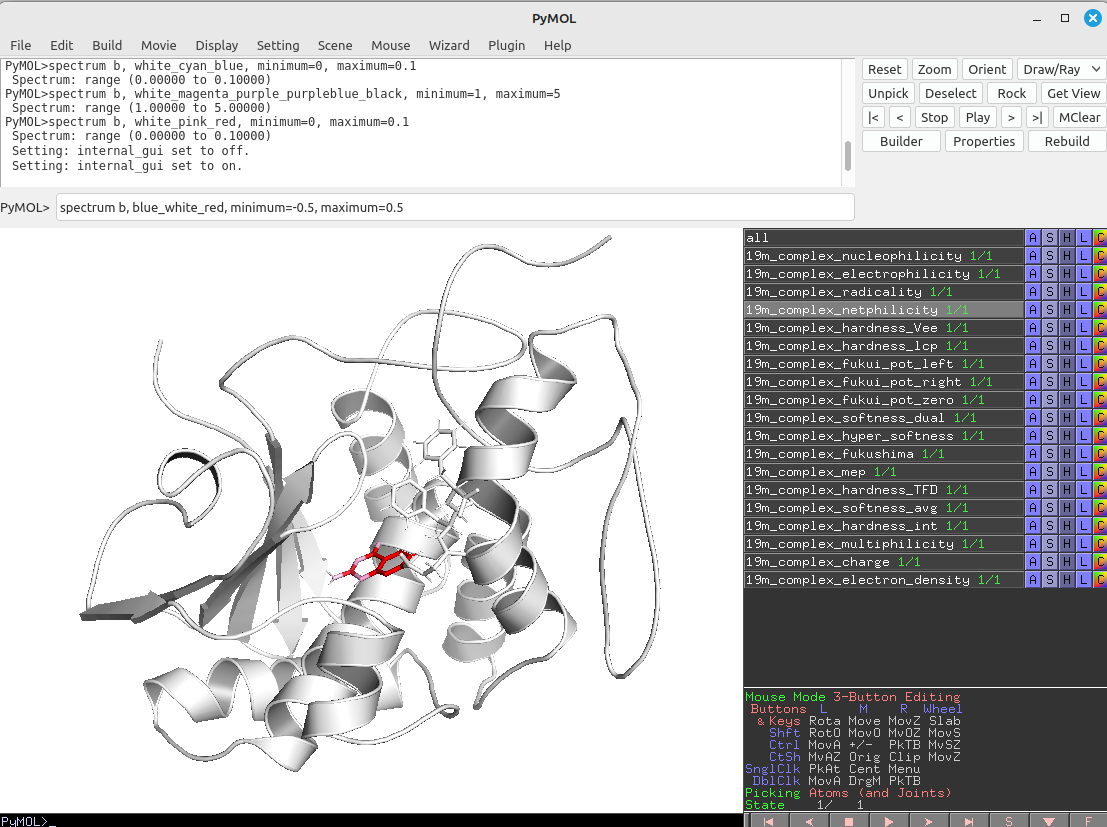 PyMOL
File Edit Build Movie Display Setting Scene Mouse Wizard Plugin Help
PyMOL>spectrum b, white_cyan_blue, minimum=0, maximum=0.1
Spectrum: range (0.00000 to 0.10000)
PyMOL>spectrum b, white_magenta_purple_purpleblue_black, minimum=1, maximum=5
Spectrum: range (1.00000 to 5.00000)
PyMOL>spectrum b, white_pink_red, minimum=0, maximum=0.1
Spectrum: range (0.00000 to 0.10000)
Setting: internal_gui set to off.
Setting: internal_gui set to on.
Reset Zoom Orient Draw/Ray
Unpick Deselect Rock Get View
|< < Stop Play > >| MClear
Builder Properties Rebuild
PyMOL> spectrum b, blue_white_red, minimum=-0.5, maximum=0.5
all A S H L C
19m_complex_nucleophilicity 1/1 A S H L C
19m_complex_electrophilicity 1/1 A S H L C
19m_complex_radicality 1/1 A S H L C
19m_complex_netphilicity 1/1 A S H L C
19m_complex_hardness_Vee 1/1 A S H L C
19m_complex_hardness_lcp 1/1 A S H L C
19m_complex_fukui_pot_left 1/1 A S H L C
19m_complex_fukui_pot_right 1/1 A S H L C
19m_complex_fukui_pot_zero 1/1 A S H L C
19m_complex_softness_dual 1/1 A S H L C
19m_complex_hyper_softness 1/1 A S H L C
19m_complex_fukushima 1/1 A S H L C
19m_complex_mep 1/1 A S H L C
19m_complex_hardness_TFD 1/1 A S H L C
19m_complex_softness_avg 1/1 A S H L C
19m_complex_hardness_int 1/1 A S H L C
19m_complex_multiphilicity 1/1 A S H L C
19m_complex_charge 1/1 A S H L C
19m_complex_electron_density 1/1 A S H L C
Mouse Mode 3-Button Editing
Buttons L M R Wheel
& Keys Rota Move MovZ Slab
Shft RotO MovO MvOZ MovS
Ctrl MovA +/- PkTB MvSZ
CtSh MvAZ Orig Clip MovZ
SnglClk PkAt Cent Menu
DblClk MovA DrgM PkTB
Picking Atoms (and Joints)
State 1/ 1
PyMOL>_
S F